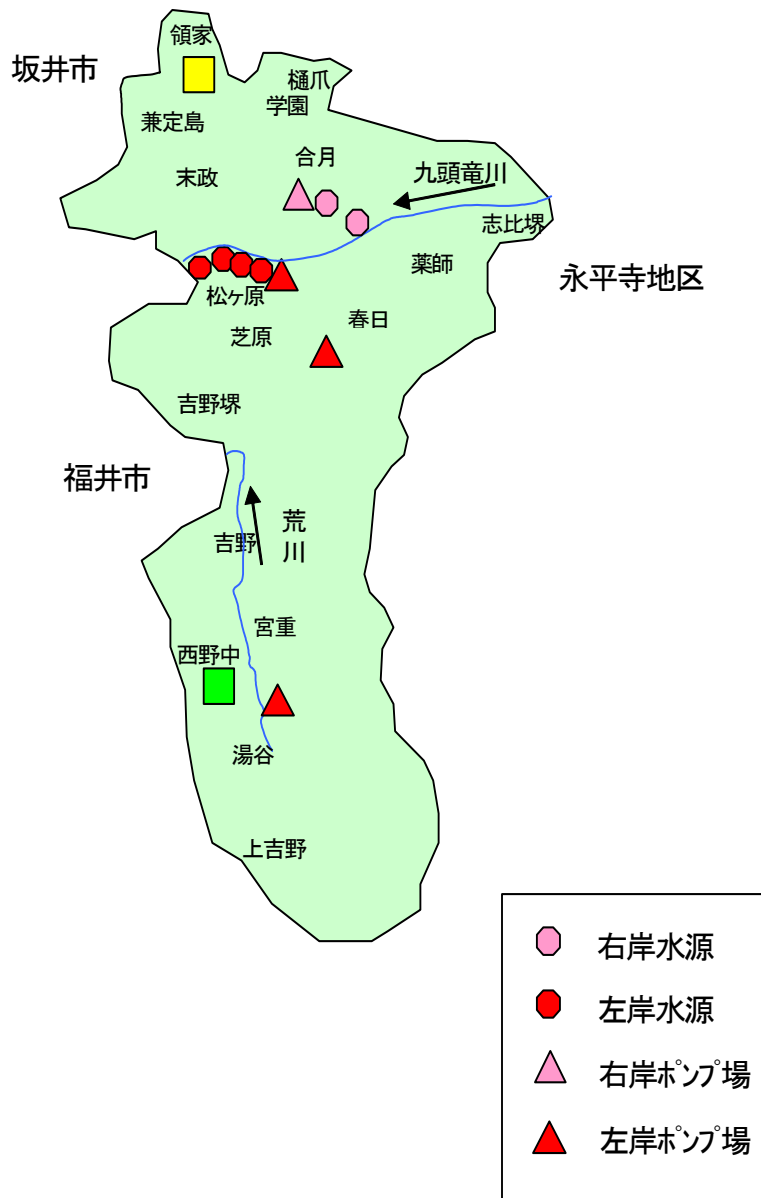 領家
坂井市
樋爪
学園
兼定島
合月
末政
九頭竜川
志比堺
薬師
永平寺地区
松ヶ原
春日
芝原
吉野堺
福井市
荒
川
吉野
宮重
西野中
湯谷
上吉野
右岸水源
左岸水源
右岸ﾎﾟﾝﾌﾟ場
左岸ﾎﾟﾝﾌﾟ場